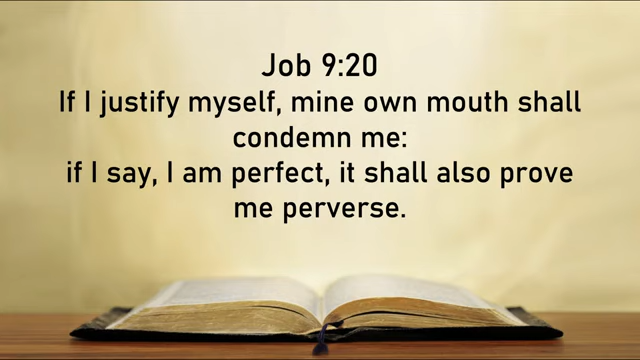 Job 9:20
If I justify myself, mine own mouth shall
condemn me:
if I say, I am perfect, it shall also prove
me perverse.